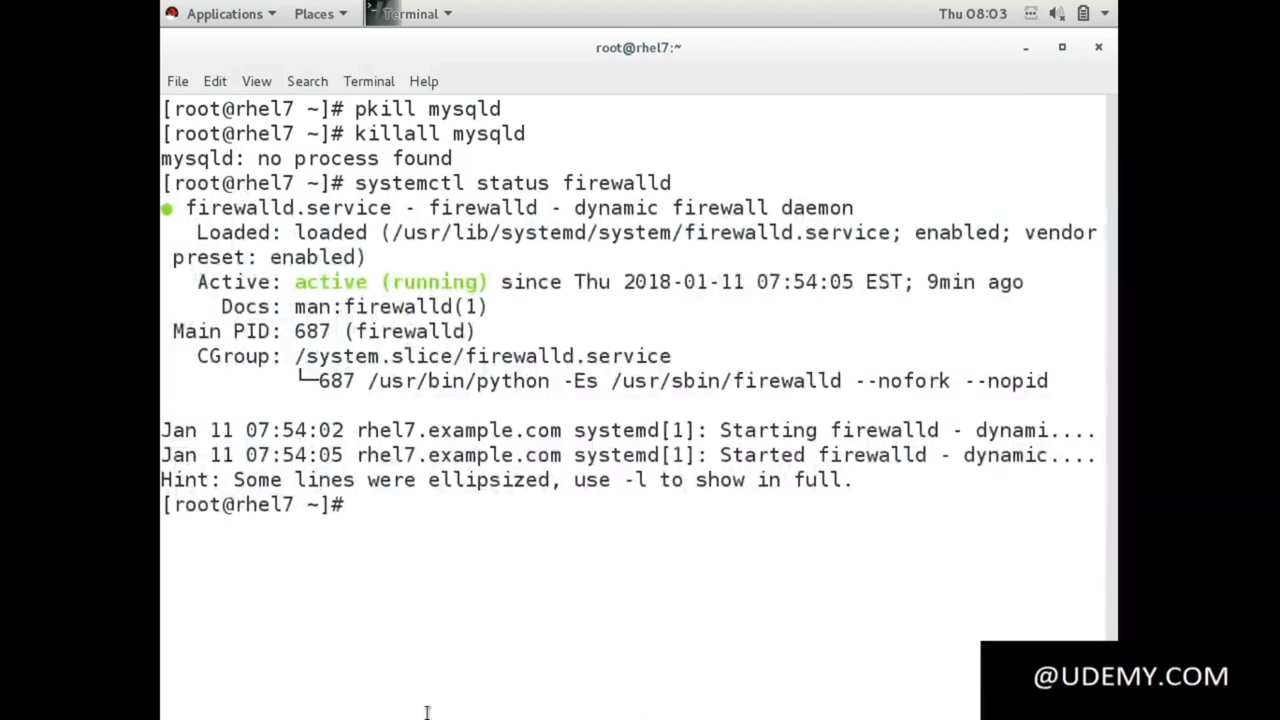 Applications Places Terminal Thu 08:03
root@rhel7:~
File Edit View Search Terminal Help
[root@rhel7 ~]# pkill mysqld
[root@rhel7 ~]# killall mysqld
mysqld: no process found
[root@rhel7 ~]# systemctl status firewalld
● firewalld.service - firewalld - dynamic firewall daemon
Loaded: loaded (/usr/lib/systemd/system/firewalld.service; enabled; vendor
preset: enabled)
Active: active (running) since Thu 2018-01-11 07:54:05 EST; 9min ago
Docs: man:firewalld(1)
Main PID: 687 (firewalld)
CGroup: /system.slice/firewalld.service
└─687 /usr/bin/python -Es /usr/sbin/firewalld --nofork --nopid
Jan 11 07:54:02 rhel7.example.com systemd[1]: Starting firewalld - dynami....
Jan 11 07:54:05 rhel7.example.com systemd[1]: Started firewalld - dynamic....
Hint: Some lines were ellipsized, use -l to show in full.
[root@rhel7 ~]#
@UDEMY.COM